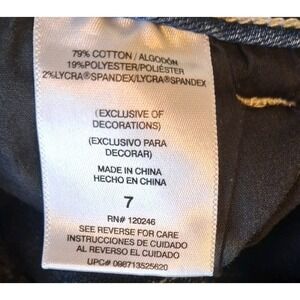 79% COTTON / ALGODÓN
19%POLYESTER/POLIÉSTER
2%LYCRA®SPANDEX/LYCRA®SPANDEX
(EXCLUSIVE OF
DECORATIONS)
(EXCLUSIVO PARA
DECORAR)
MADE IN CHINA
HECHO EN CHINA
7
RN# 120246
SEE REVERSE FOR CARE
INSTRUCCIONES DE CUIDADO
AL REVERSO EL CUIDADO
UPC# 098713525620